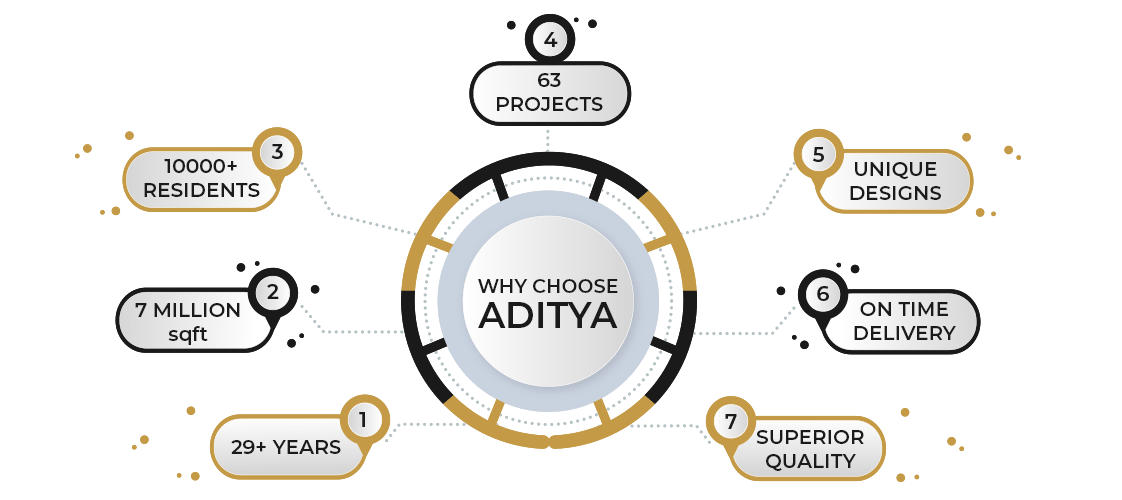 4
63
PROJECTS
3
10000+
RESIDENTS
5
UNIQUE
DESIGNS
2
7 MILLION
sqft
WHY CHOOSE
ADITYA
6
ON TIME
DELIVERY
1
29+ YEARS
7
SUPERIOR
QUALITY